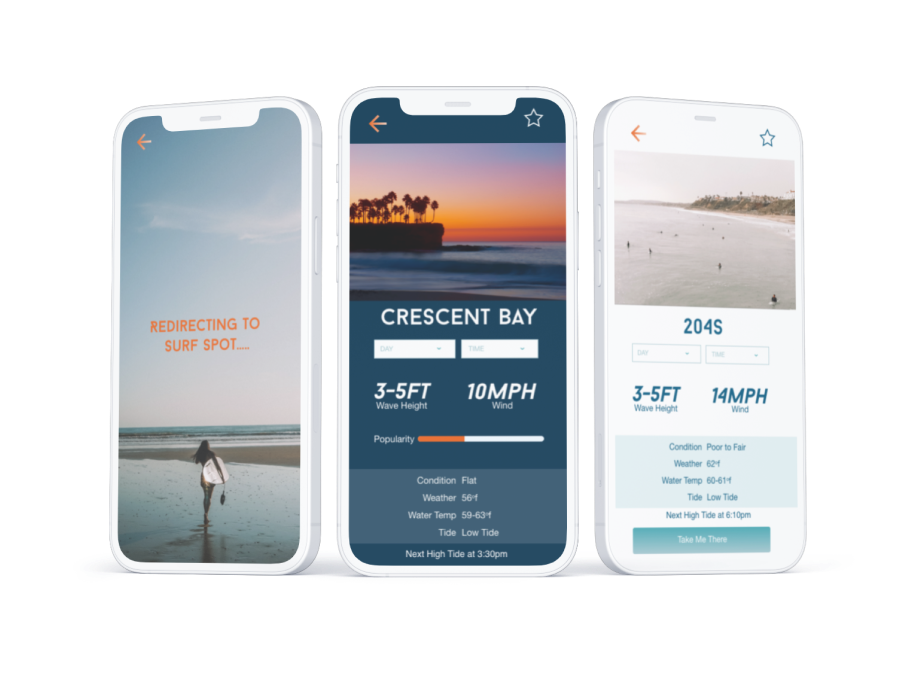 REDIRECTING TO
SURF SPOT....
CRESCENT BAY
DAY
TIME
3-5FT
Wave Height
10MPH
Wind
Popularity
Condition Flat
Weather 56°f
Water Temp 59-63°f
Tide Low Tide
Next High Tide at 3:30pm
204S
DAY
TIME
3-5FT
Wave Height
14MPH
Wind
Condition Poor to Fair
Weather 62°f
Water Temp 60-61°f
Tide Low Tide
Next High Tide at 6:10pm
Take Me There